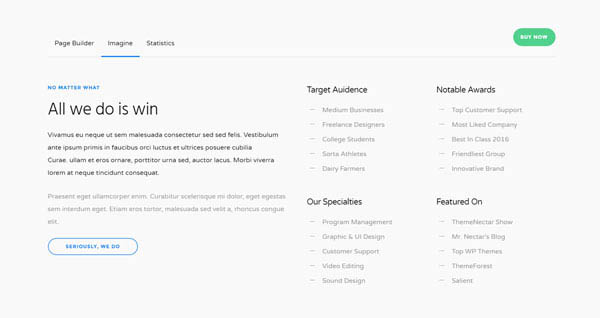 Page Builder
Imagine
Statistics
BUY NOW
NO MATTER WHAT
All we do is win
Vivamus eu neque ut sem malesuada consectetur sed sed felis. Vestibulum
ante ipsum primis in faucibus orci luctus et ultrices posuere cubilia
Curae. ullam et eros ornare, porttitor urna sed, auctor lacus. Morbi viverra
lorem at neque tincidunt consequat.
Praesent eget ullamcorper enim. Curabitur scelerisque mi dolor, eget egestas
sem interdum eget. Etiam eros tortor, malesuada sed velit a, rhoncus congue
elit.
SERIOUSLY, WE DO
Target Auidence
— Medium Businesses
— Freelance Designers
— College Students
— Sorta Athletes
— Dairy Farmers
Notable Awards
— Top Customer Support
— Most Liked Company
— Best In Class 2016
— Friendliest Group
— Innovative Brand
Our Specialties
— Program Management
— Graphic & UI Design
— Customer Support
— Video Editing
— Sound Design
Featured On
— ThemeNectar Show
— Mr. Nectar's Blog
— Top WP Themes
— ThemeForest
— Salient